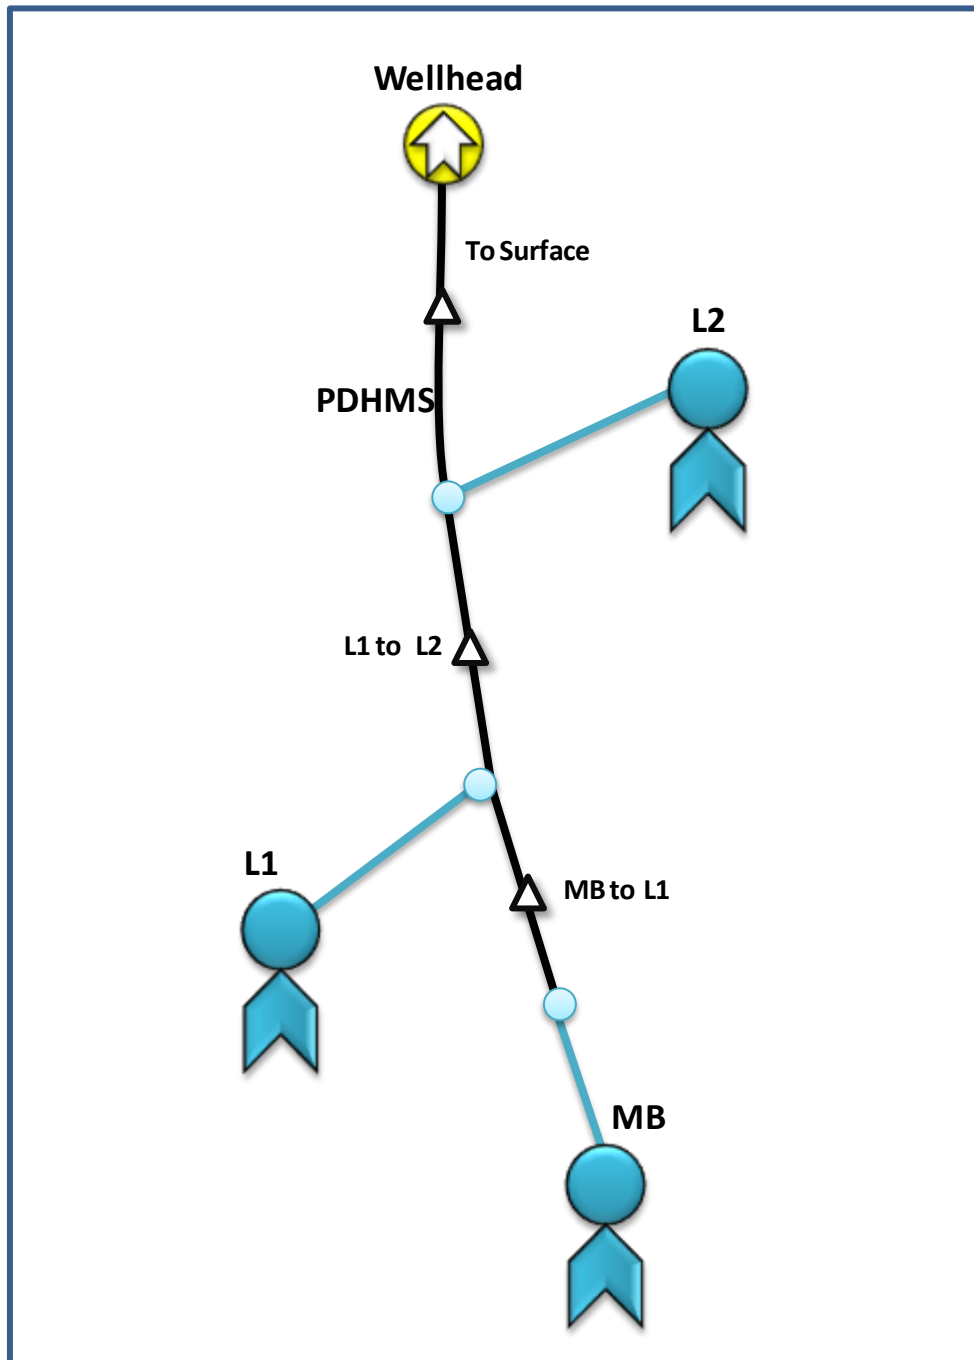 Wellhead
To Surface
L2
PDHMS
L1 to L2
L1
MB to L1
MB